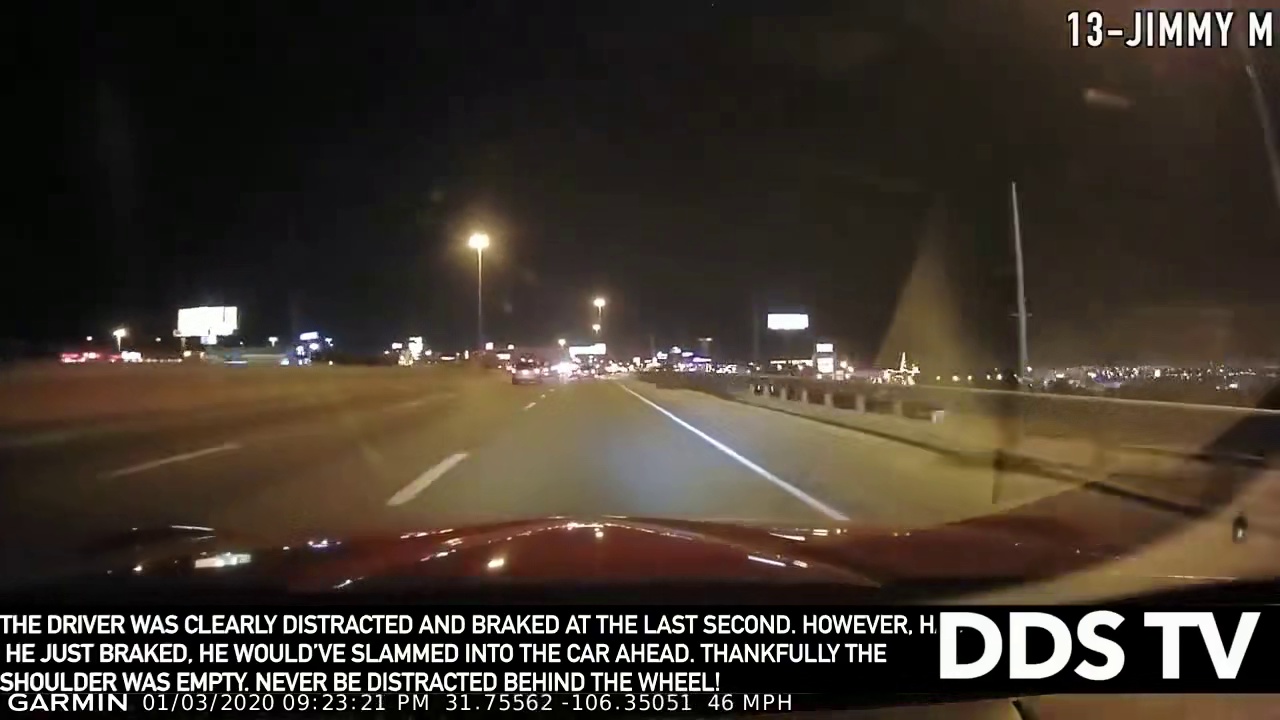 13-JIMMY M
THE DRIVER WAS CLEARLY DISTRACTED AND BRAKED AT THE LAST SECOND. HOWEVER, H
HE JUST BRAKED, HE WOULD'VE SLAMMED INTO THE CAR AHEAD. THANKFULLY THE
SHOULDER WAS EMPTY. NEVER BE DISTRACTED BEHIND THE WHEEL!
DDS TV
GARMIN 01/03/2020 09:23:21 PM 31.75562 -106.35051 46 MPH